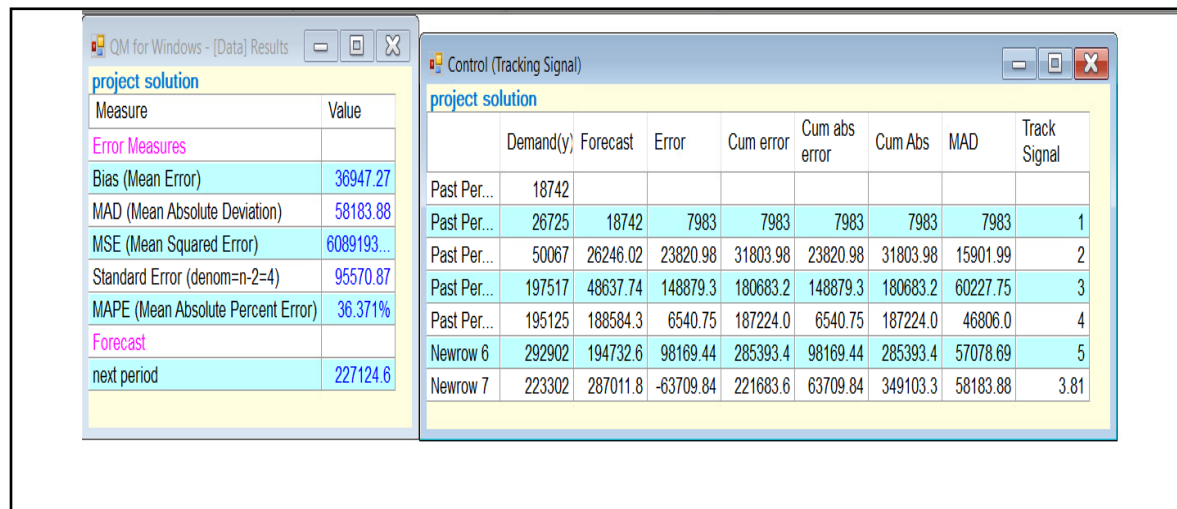 QM for Windows - [Data] Results
project solution
Measure Value
Error Measures
Bias (Mean Error) 36947.27
MAD (Mean Absolute Deviation) 58183.88
MSE (Mean Squared Error) 6089193...
Standard Error (denom=n-2=4) 95570.87
MAPE (Mean Absolute Percent Error) 36.371%
Forecast
next period 227124.6
Control (Tracking Signal)
project solution
Demand(y) Forecast Error Cum error Cum abs error Cum Abs MAD Track Signal
Past Per... 18742
Past Per... 26725 18742 7983 7983 7983 7983 7983 1
Past Per... 50067 26246.02 23820.98 31803.98 23820.98 31803.98 15901.99 2
Past Per... 197517 48637.74 148879.3 180683.2 148879.3 180683.2 60227.75 3
Past Per... 195125 188584.3 6540.75 187224.0 6540.75 187224.0 46806.0 4
Newrow 6 292902 194732.6 98169.44 285393.4 98169.44 285393.4 57078.69 5
Newrow 7 223302 287011.8 -63709.84 221683.6 63709.84 349103.3 58183.88 3.81